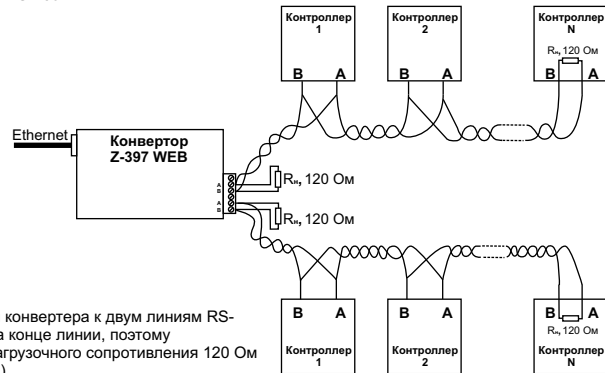 Контроллер
1
Контроллер
2
Контроллер
N
Rн, 120 Ом
B A
B A
B A
Ethernet
Конвертор
Z-397 WEB
A
B
A
B
Rн, 120 Ом
Rн, 120 Ом
конвертера к двум линиям RS-
а конце линии, поэтому
агрузочного сопротивления 120 Ом
B A
B A
B A
Rн, 120 Ом
Контроллер
1
Контроллер
2
Контроллер
N